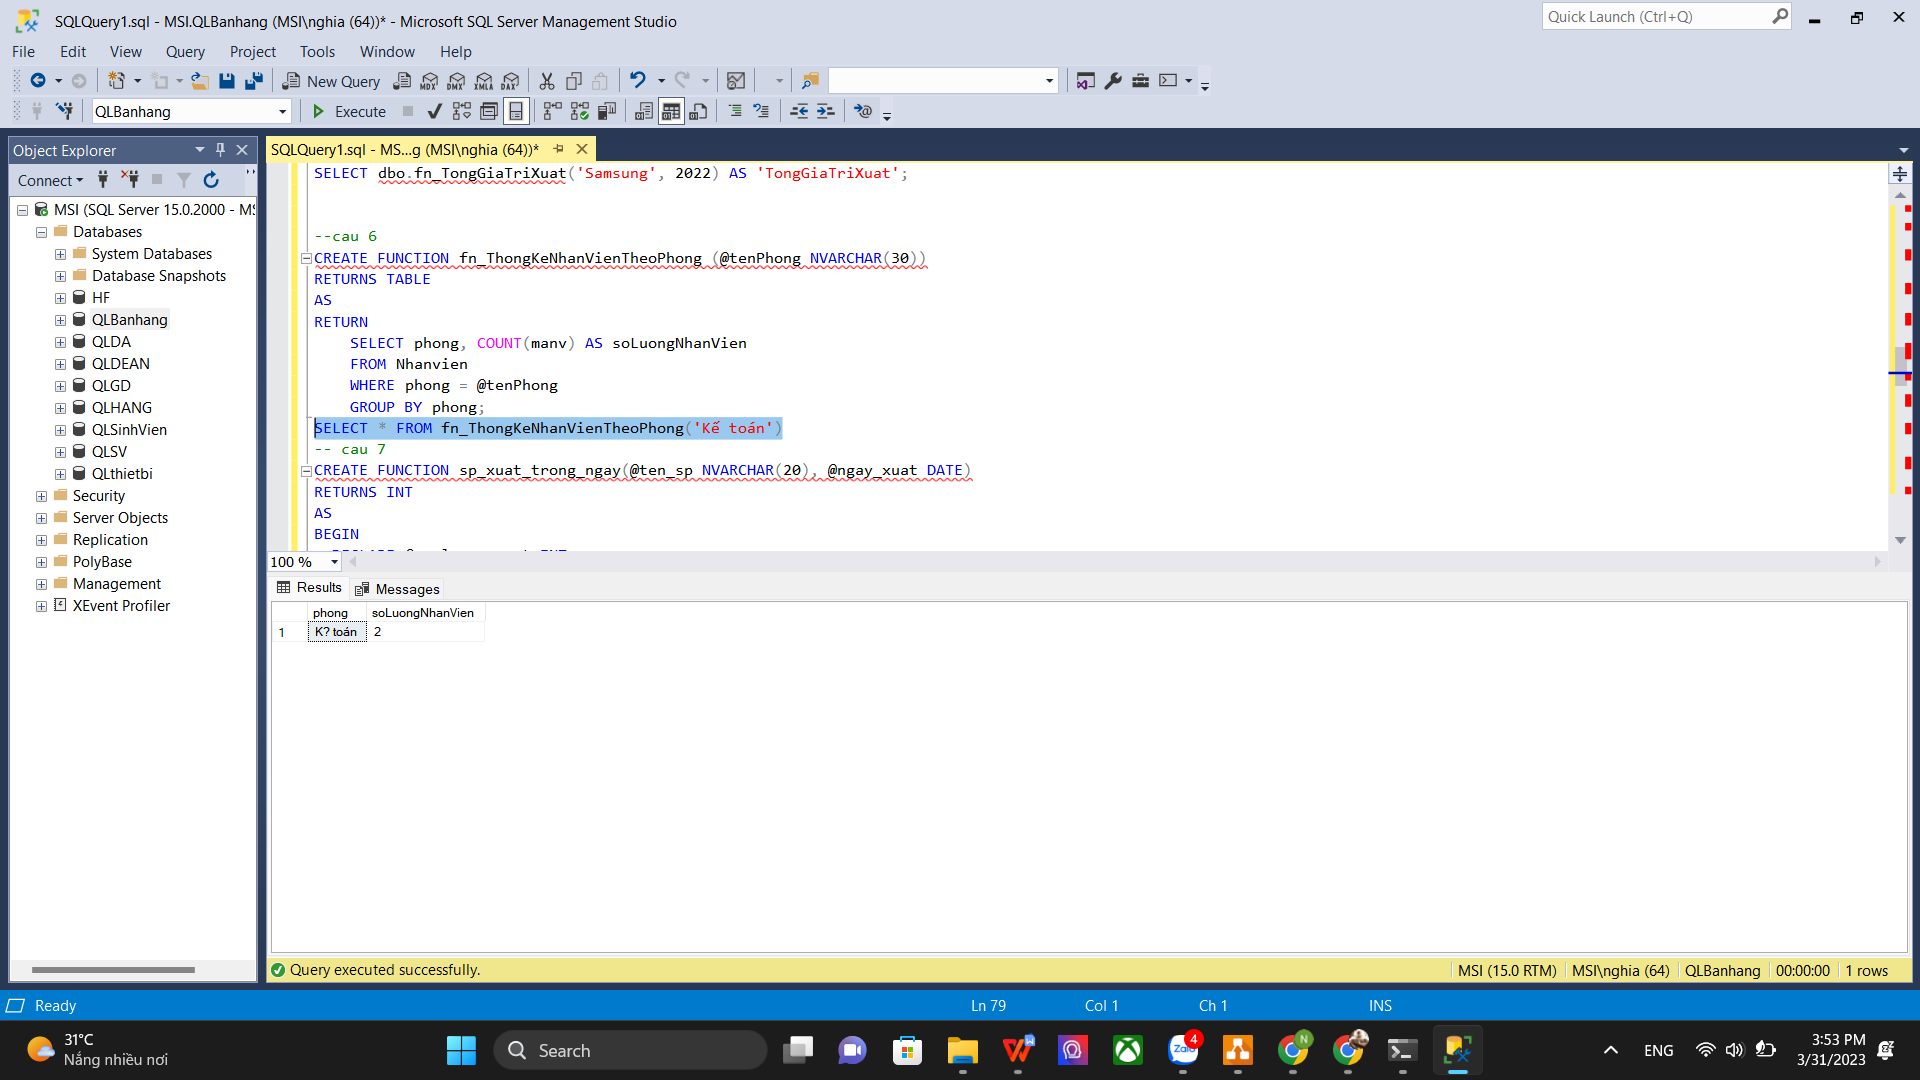 SQLQuery1.sql - MSI.QLBanhang (MSI\nghia (64))* - Microsoft SQL Server Management Studio
Quick Launch (Ctrl+Q)
File Edit View Query Project Tools Window Help
New Query
MDX DMX XMLA DAX
QLBanhang
Execute
Object Explorer
SQLQuery1.sql - MS...g (MSI\nghia (64))*
Connect
MSI (SQL Server 15.0.2000 - MS
Databases
System Databases
Database Snapshots
HF
QLBanhang
QLDA
QLDEAN
QLGD
QLHANG
QLSinhVien
QLSV
QLthietbi
Security
Server Objects
Replication
PolyBase
Management
XEvent Profiler
SELECT dbo.fn_TongGiaTriXuat('Samsung', 2022) AS 'TongGiaTriXuat';
--cau 6
CREATE FUNCTION fn_ThongKeNhanVienTheoPhong (@tenPhong NVARCHAR(30))
RETURNS TABLE
AS
RETURN
SELECT phong, COUNT(manv) AS soLuongNhanVien
FROM Nhanvien
WHERE phong = @tenPhong
GROUP BY phong;
SELECT * FROM fn_ThongKeNhanVienTheoPhong('Kế toán')
-- cau 7
CREATE FUNCTION sp_xuat_trong_ngay(@ten_sp NVARCHAR(20), @ngay_xuat DATE)
RETURNS INT
AS
BEGIN
100 %
Results Messages
phong soLuongNhanVien
1 K? toán 2
Query executed successfully.
MSI (15.0 RTM) MSI\nghia (64) QLBanhang 00:00:00 1 rows
Ready
Ln 79 Col 1 Ch 1 INS
31°C
Nắng nhiều nơi
Search
Zalo
4
N
ENG
3:53 PM
3/31/2023